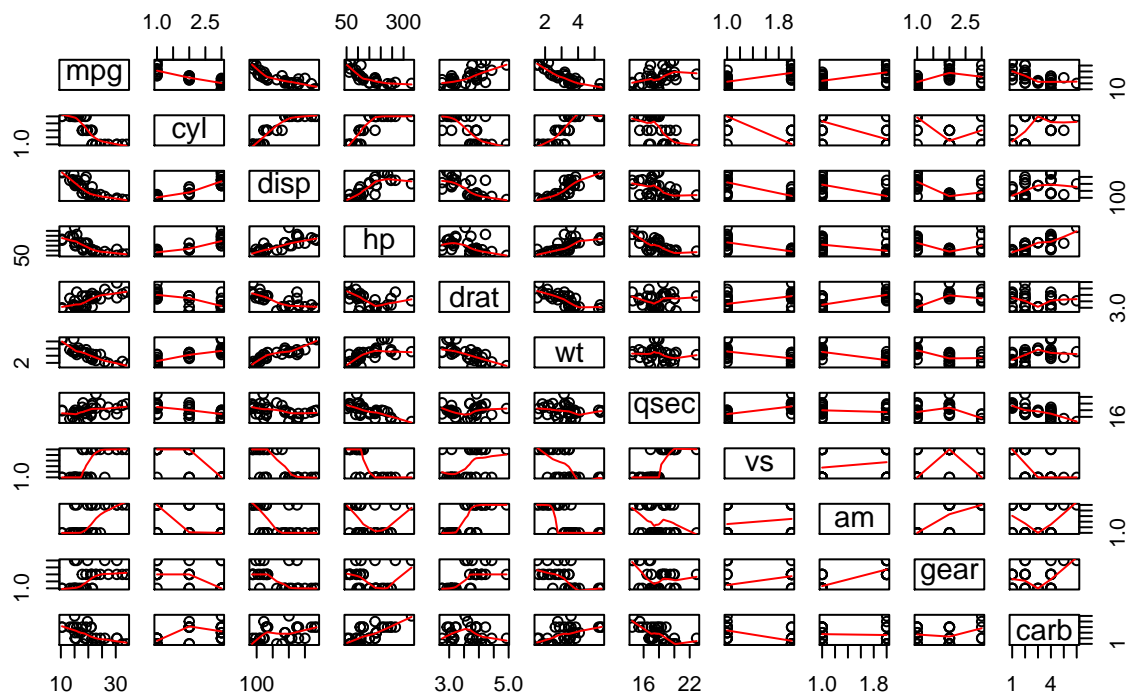 1.0 2.5 50 300 2 4 1.0 1.8 1.0 2.5
mpg 10
1.0 cyl
disp 100
50 hp
drat 3.0
2 wt
qsec 16
1.0 vs
am 1.0
1.0 gear
carb 1
10 30 100 3.0 5.0 16 22 1.0 1.8 1 4